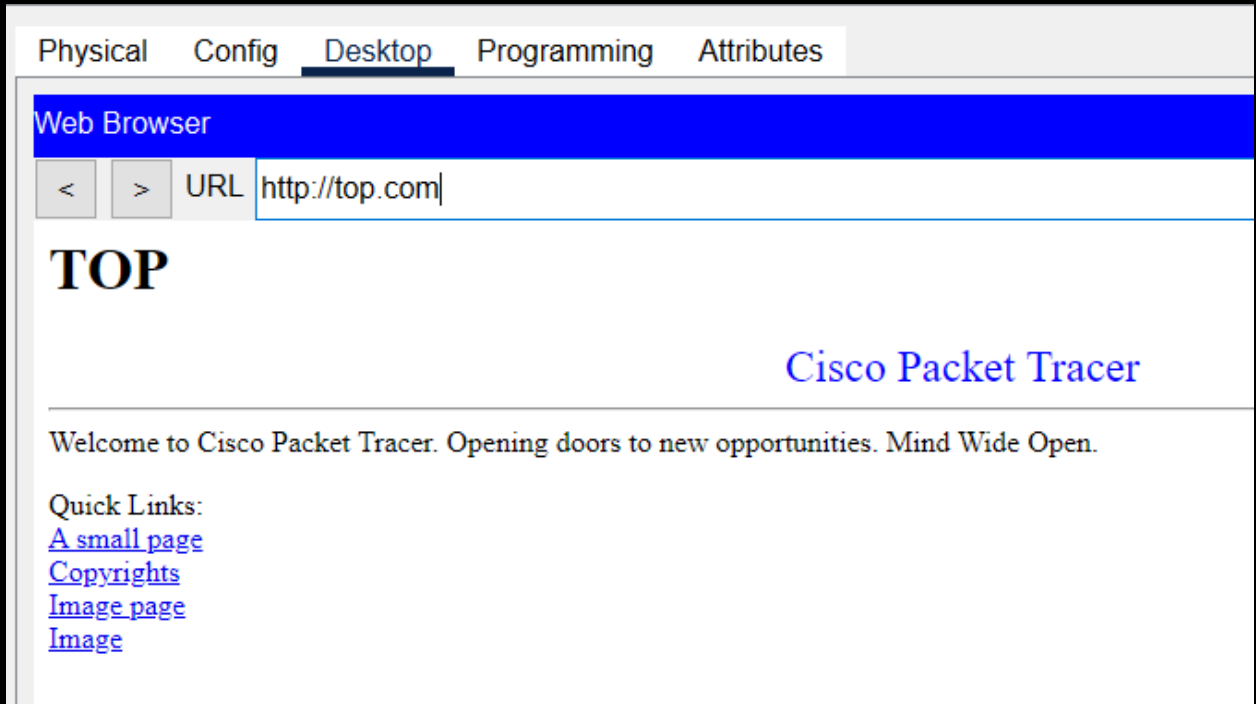 Physical Config Desktop Programming Attributes
Web Browser
< > URL http://top.com
TOP
Cisco Packet Tracer
Welcome to Cisco Packet Tracer. Opening doors to new opportunities. Mind Wide Open.
Quick Links:
A small page
Copyrights
Image page
Image